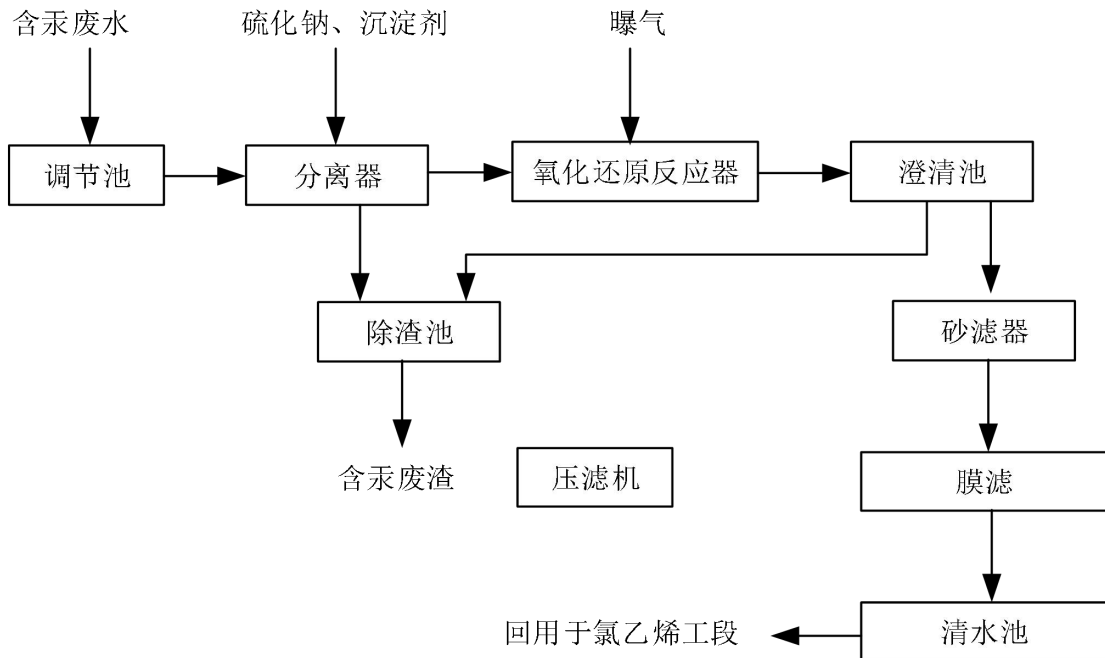 含汞废水
硫化钠、沉淀剂
曝气
调节池
分离器
氧化还原反应器
澄清池
除渣池
砂滤器
含汞废渣
压滤机
膜滤
回用于氯乙烯工段
清水池